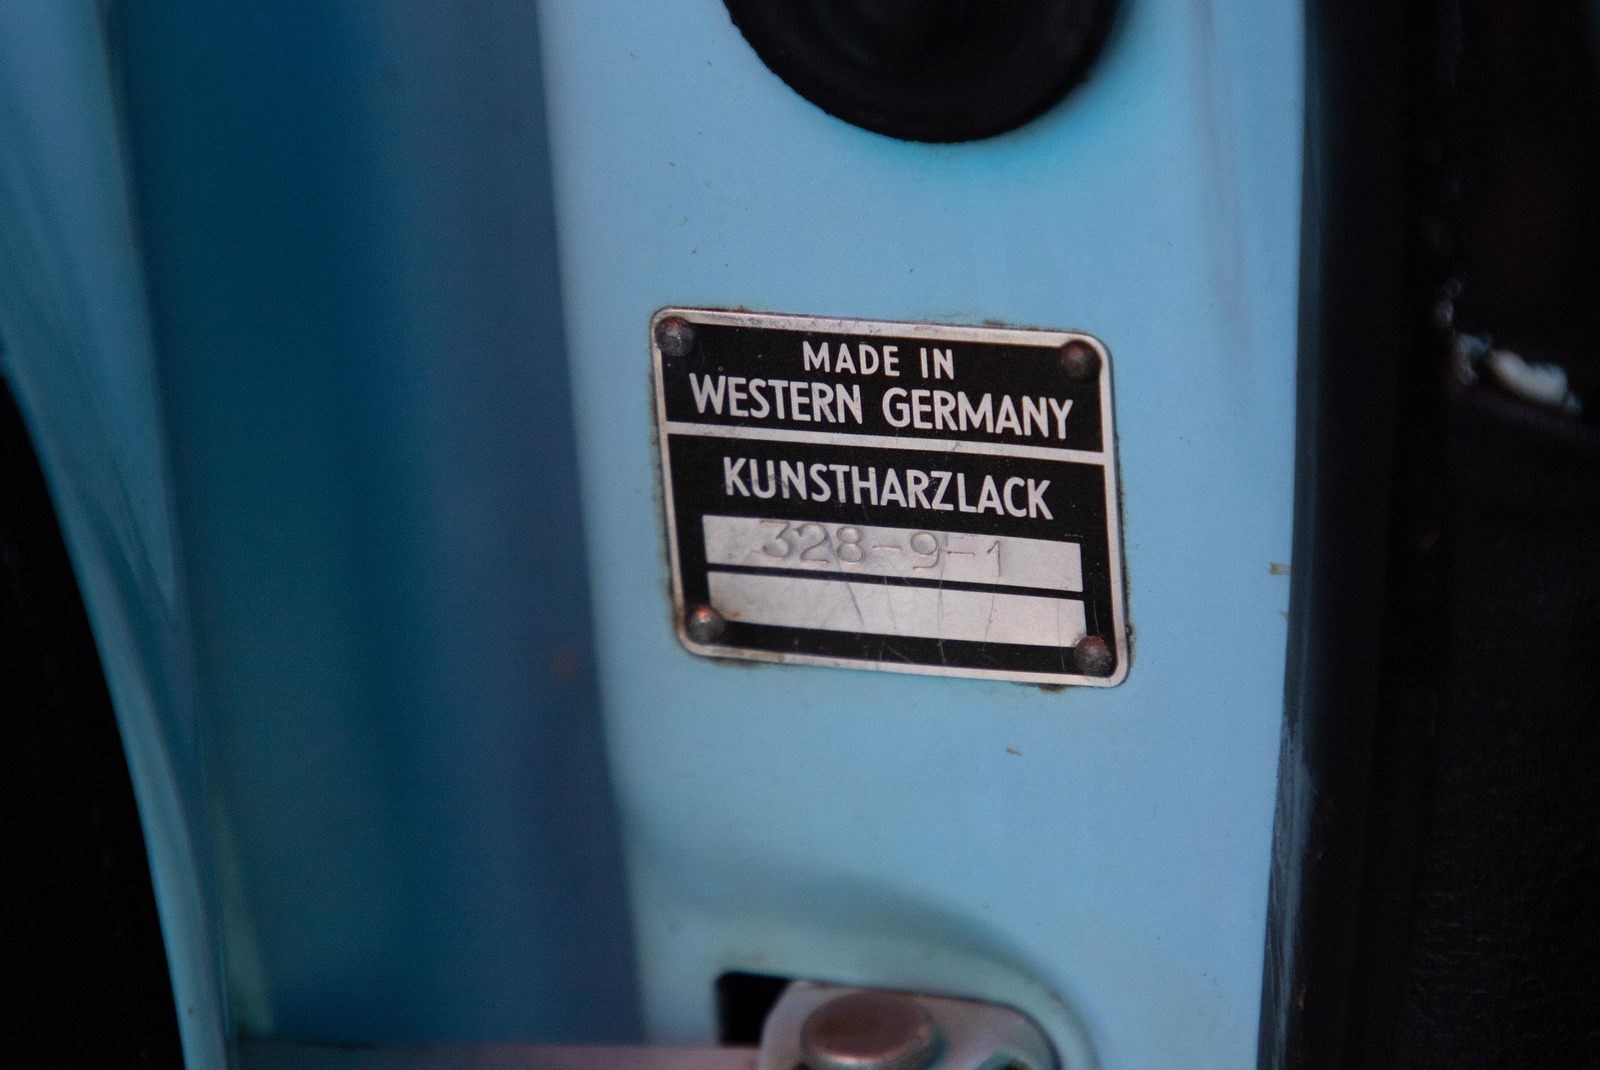 MADE IN
WESTERN GERMANY
KUNSTHARZLACK
328-9-1